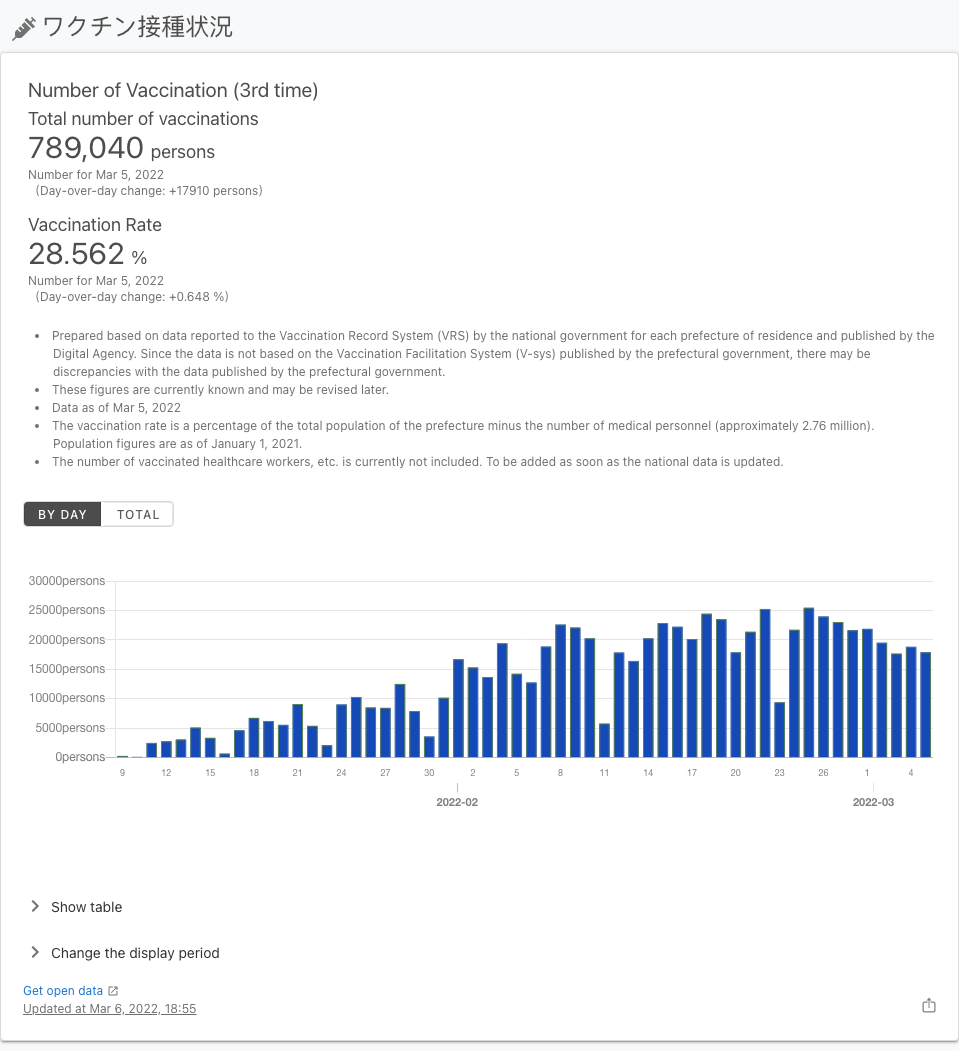 ワクチン接種状況
Number of Vaccination (3rd time)
Total number of vaccinations
789,040 persons
Number for Mar 5, 2022
(Day-over-day change: +17910 persons)
Vaccination Rate
28.562 %
Number for Mar 5, 2022
(Day-over-day change: +0.648 %)
• Prepared based on data reported to the Vaccination Record System (VRS) by the national government for each prefecture of residence and published by the
Digital Agency. Since the data is not based on the Vaccination Facilitation System (V-sys) published by the prefectural government, there may be
discrepancies with the data published by the prefectural government.
• These figures are currently known and may be revised later.
• Data as of Mar 5, 2022
• The vaccination rate is a percentage of the total population of the prefecture minus the number of medical personnel (approximately 2.76 million).
Population figures are as of January 1, 2021.
• The number of vaccinated healthcare workers, etc. is currently not included. To be added as soon as the national data is updated.
BY DAY TOTAL
30000persons
25000persons
20000persons
15000persons
10000persons
5000persons
0persons
9 12 15 18 21 24 27 30 2 5 8 11 14 17 20 23 26 1 4
2022-02 2022-03
Show table
Change the display period
Get open data
Updated at Mar 6, 2022, 18:55